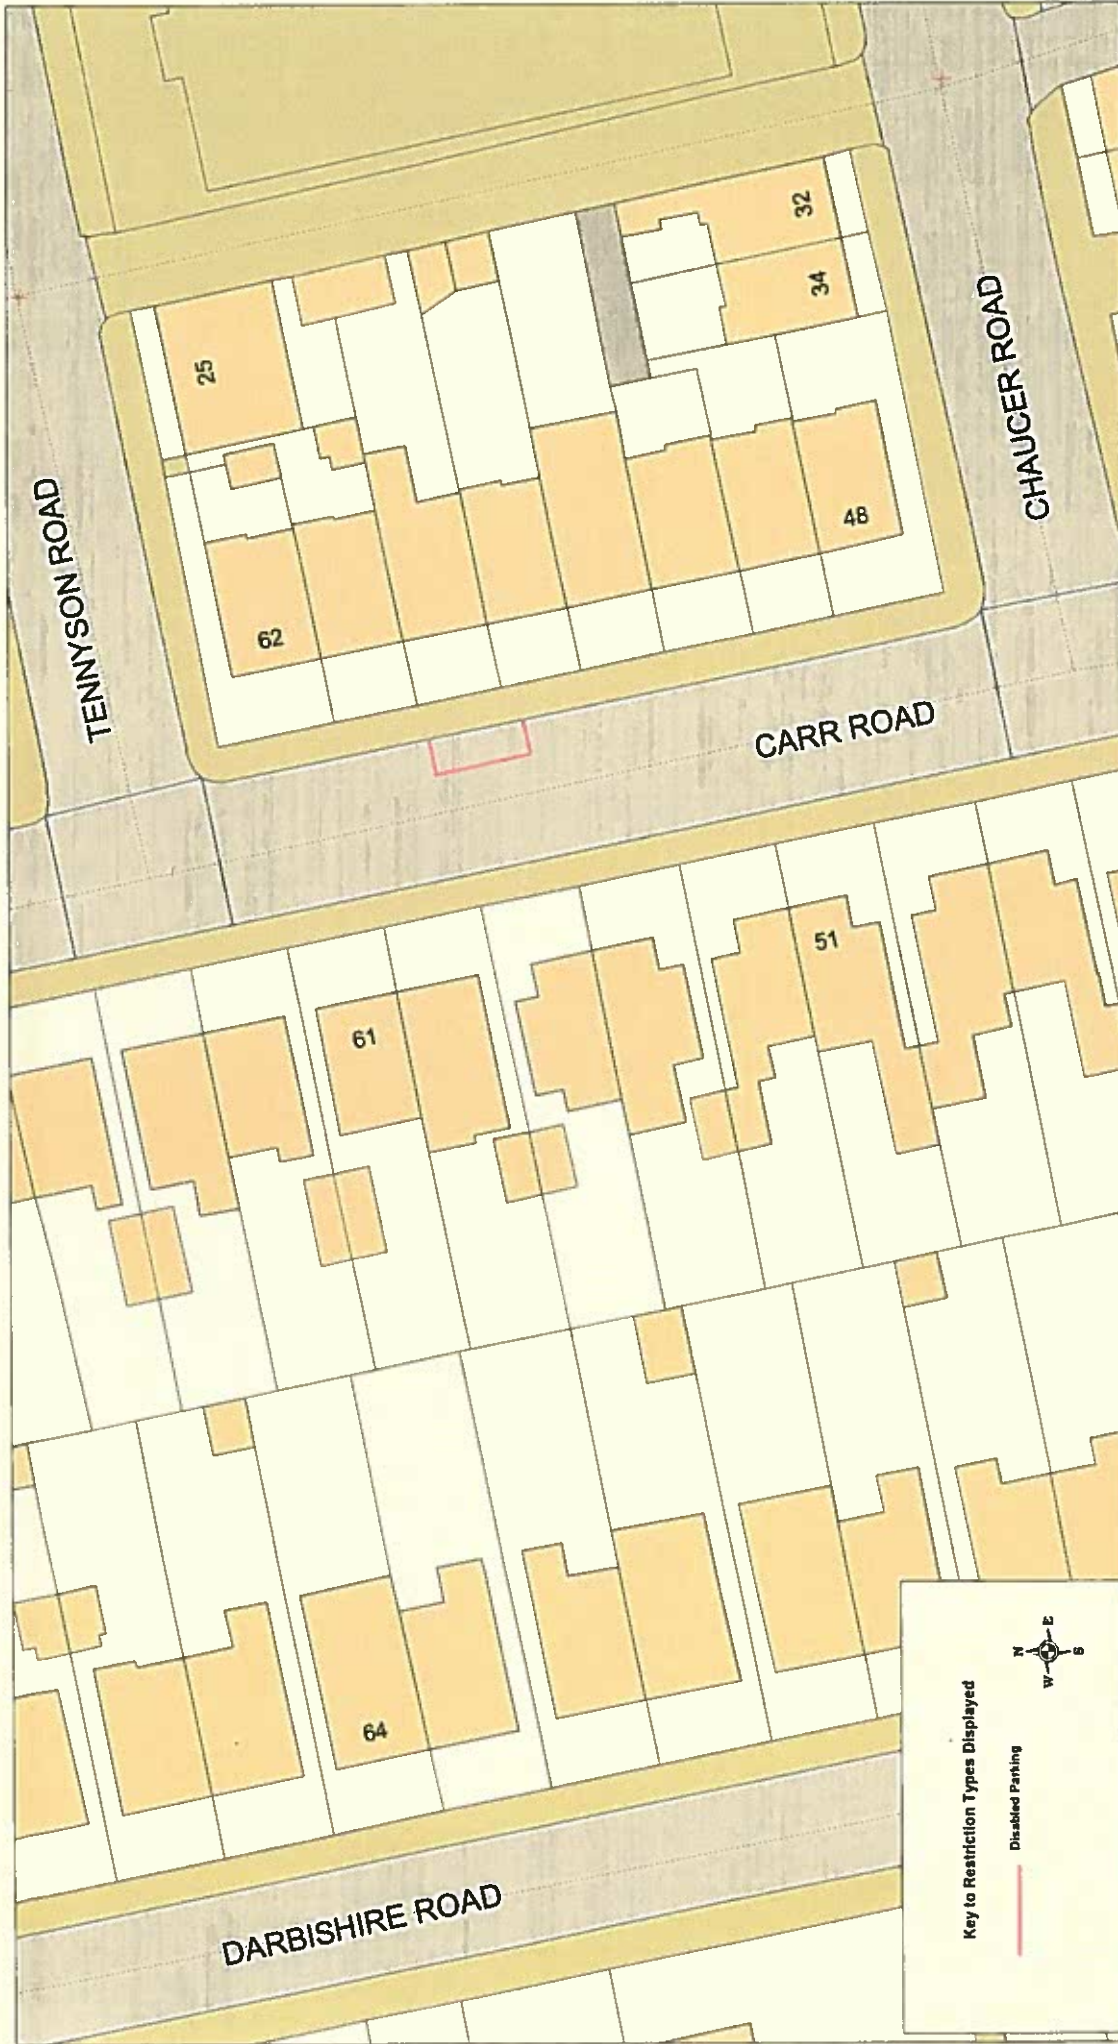 TENNYSON ROAD
25
32
34
CHAUCER ROAD
62
48
CARR ROAD
61
51
64
DARBISHIRE ROAD
Key to Restriction Types Displayed
Disabled Parking
N
W E
S